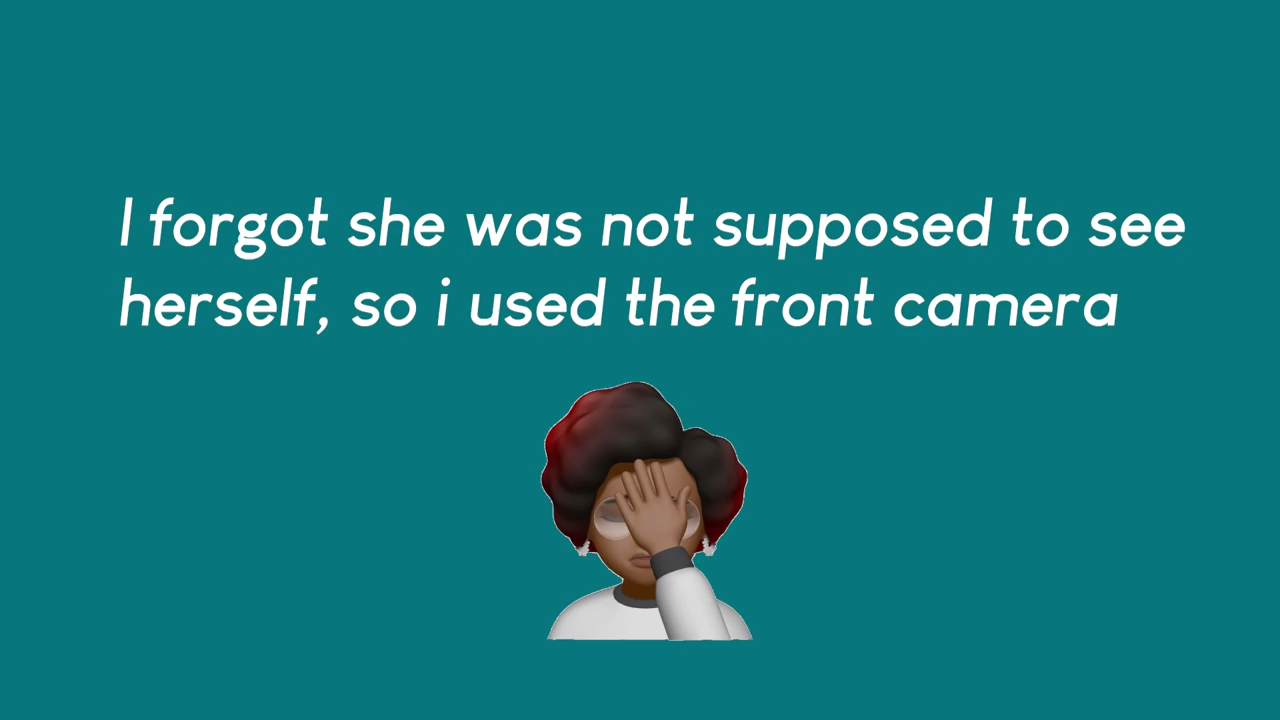 I forgot she was not supposed to see
herself, so i used the front camera